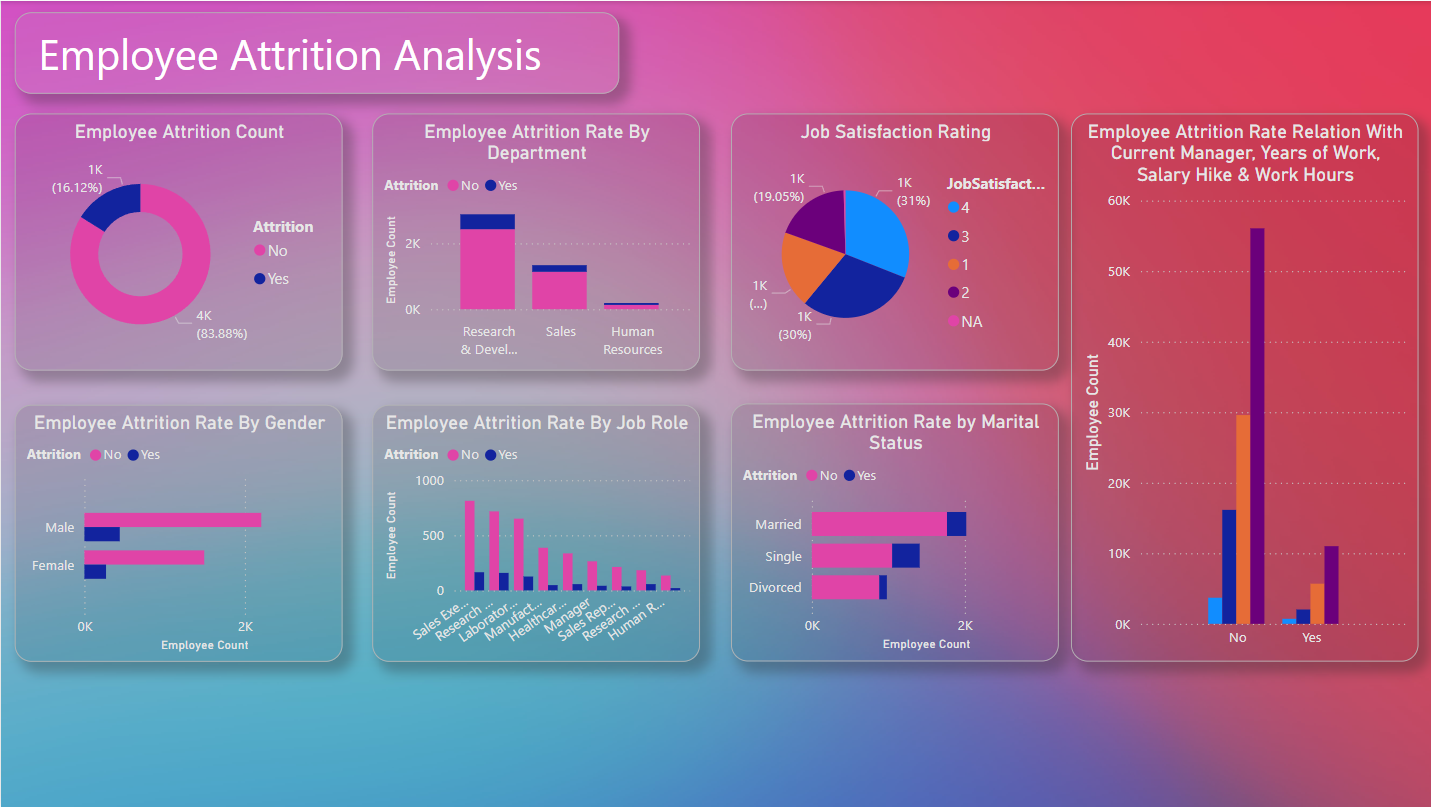 Employee Attrition Analysis
Employee Attrition Count
1K
(16.12%)
4K
(83.88%)
Attrition
No
Yes
Employee Attrition Rate By
Department
Attrition No Yes
Employee Count
2K
0K
Research
& Devel...
Sales
Human
Resources
Job Satisfaction Rating
1K
(31%)
1K
(30%)
1K
(...)
1K
(19.05%)
JobSatisfact...
4
3
1
2
NA
Employee Attrition Rate Relation With
Current Manager, Years of Work,
Salary Hike & Work Hours
Employee Count
60K
50K
40K
30K
20K
10K
0K
No
Yes
Employee Attrition Rate By Gender
Attrition No Yes
Male
Female
0K
2K
Employee Count
Employee Attrition Rate By Job Role
Attrition No Yes
Employee Count
1000
500
0
Sales Exe...
Research ...
Laborator...
Manufact...
Healthcar...
Manager
Sales Rep...
Research ...
Human R...
Employee Attrition Rate by Marital
Status
Attrition No Yes
Married
Single
Divorced
0K
2K
Employee Count